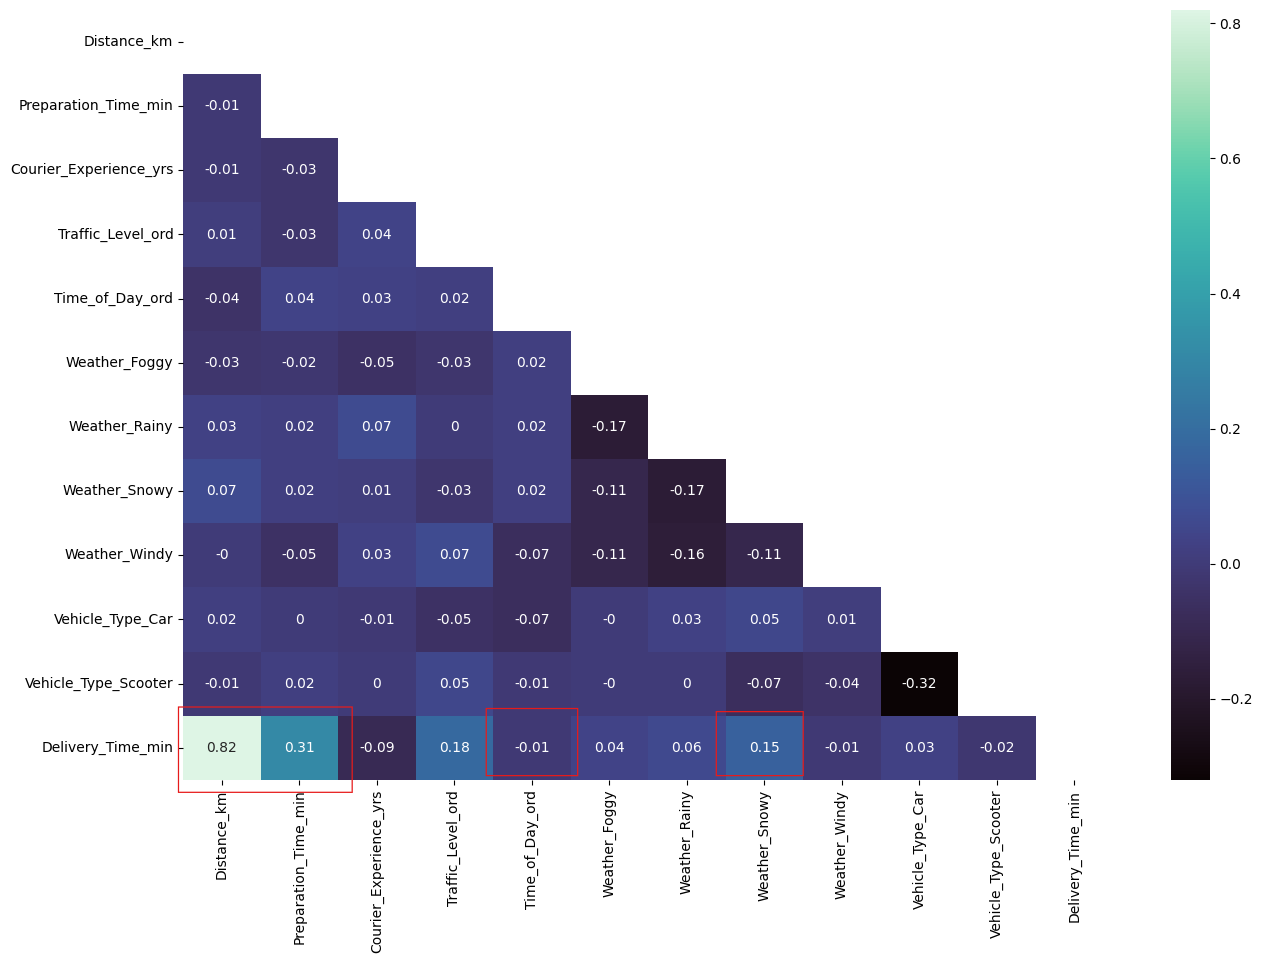 Distance_km
Preparation_Time_min -0.01
Courier_Experience_yrs -0.01 -0.03
Traffic_Level_ord 0.01 -0.03 0.04
Time_of_Day_ord -0.04 0.04 0.03 0.02
Weather_Foggy -0.03 -0.02 -0.05 -0.03 0.02
Weather_Rainy 0.03 0.02 0.07 0 0.02 -0.17
Weather_Snowy 0.07 0.02 0.01 -0.03 0.02 -0.11 -0.17
Weather_Windy -0 -0.05 0.03 0.07 -0.07 -0.11 -0.16 -0.11
Vehicle_Type_Car 0.02 0 -0.01 -0.05 -0.07 -0 0.03 0.05 0.01
Vehicle_Type_Scooter -0.01 0.02 0 0.05 -0.01 -0 0 -0.07 -0.04 -0.32
Delivery_Time_min 0.82 0.31 -0.09 0.18 -0.01 0.04 0.06 0.15 -0.01 0.03 -0.02
Distance_km
Preparation_Time_min
Courier_Experience_yrs
Traffic_Level_ord
Time_of_Day_ord
Weather_Foggy
Weather_Rainy
Weather_Snowy
Weather_Windy
Vehicle_Type_Car
Vehicle_Type_Scooter
Delivery_Time_min
0.8
0.6
0.4
0.2
0.0
-0.2